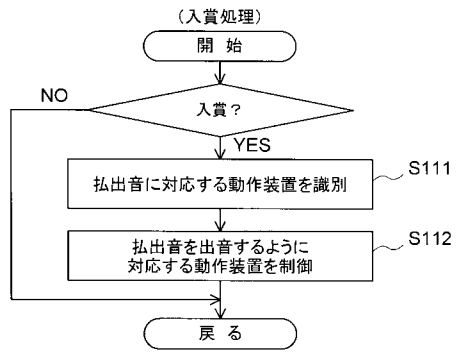 （入賞処理）
開 始
NO
入賞？
YES
払出音に対応する動作装置を識別
S111
払出音を出音するように
対応する動作装置を制御
S112
戻 る